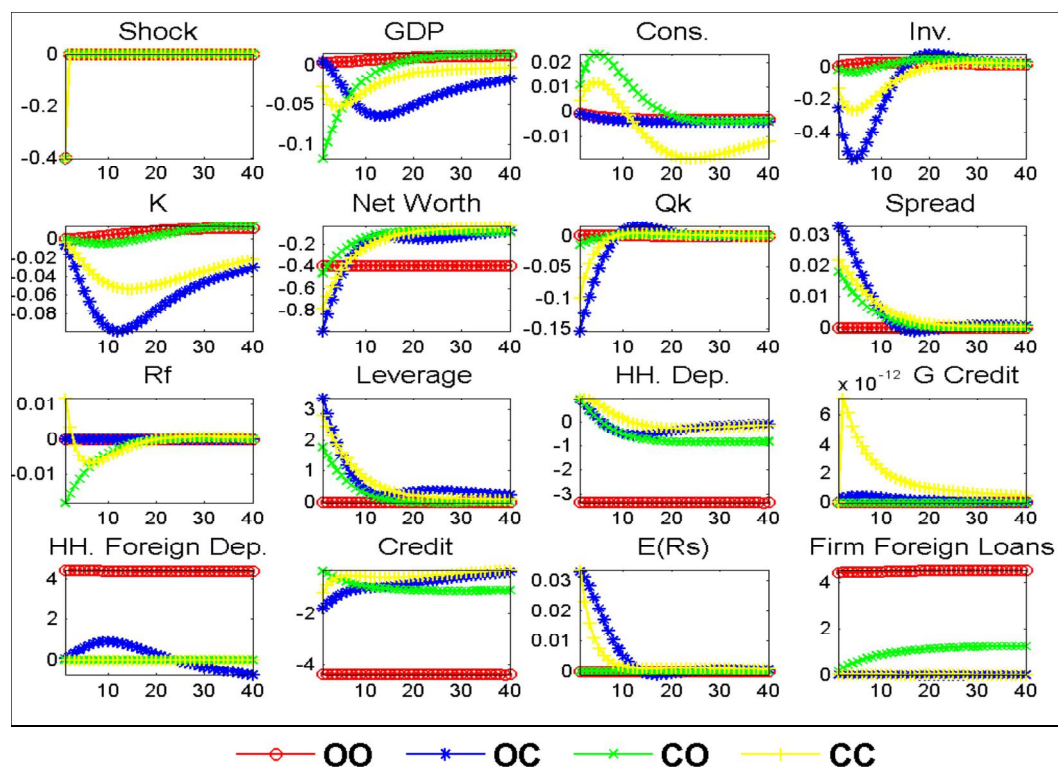 Shock GDP Cons. Inv.
0 -0.2 -0.4 10 20 30 40
0 -0.05 -0.1 10 20 30 40
0.02 0.01 0 -0.01 10 20 30 40
0 -0.2 -0.4 10 20 30 40
K Net Worth Qk Spread
0 -0.02 -0.04 -0.06 -0.08 10 20 30 40
-0.2 -0.4 -0.6 -0.8 10 20 30 40
0 -0.05 -0.1 -0.15 10 20 30 40
0.03 0.02 0.01 0 10 20 30 40
Rf Leverage HH. Dep. x 10⁻¹² G Credit
0.01 0 -0.01 10 20 30 40
3 2 1 0 10 20 30 40
0 -1 -2 -3 10 20 30 40
6 4 2 0 10 20 30 40
HH. Foreign Dep. Credit E(Rs) Firm Foreign Loans
4 2 0 10 20 30 40
-2 -4 10 20 30 40
0.03 0.02 0.01 0 10 20 30 40
4 2 0 10 20 30 40
OO OC CO CC